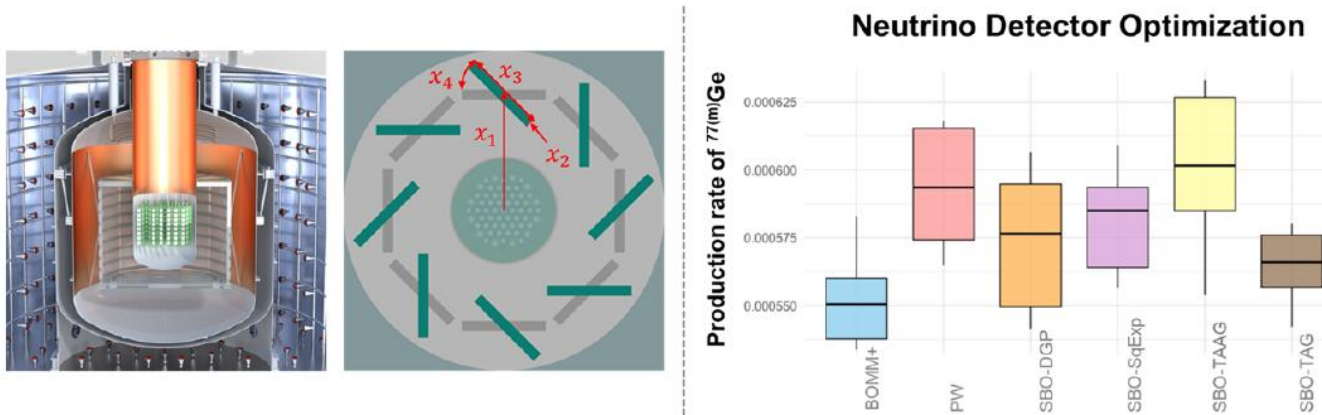 x₄
x₃
x₁
x₂
Neutrino Detector Optimization
Production rate of ⁷⁷⁽ᵐ⁾Ge
0.000625
0.000600
0.000575
0.000550
BOMM+
PW
SBO-DGP
SBO-SqExp
SBO-TAAG
SBO-TAG